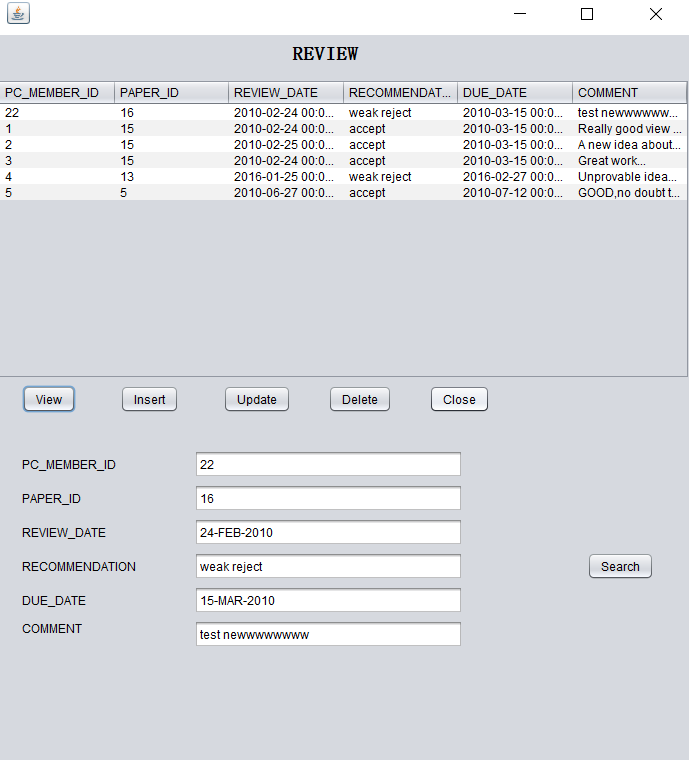 REVIEW
PC_MEMBER_ID PAPER_ID REVIEW_DATE RECOMMENDAT... DUE_DATE COMMENT
22 16 2010-02-24 00:0... weak reject 2010-03-15 00:0... test newwwwww...
1 15 2010-02-24 00:0... accept 2010-03-15 00:0... Really good view ...
2 15 2010-02-25 00:0... accept 2010-03-15 00:0... A new idea about...
3 15 2010-02-24 00:0... accept 2010-03-15 00:0... Great work...
4 13 2016-01-25 00:0... weak reject 2016-02-27 00:0... Unprovable idea...
5 5 2010-06-27 00:0... accept 2010-07-12 00:0... GOOD,no doubt t...
View Insert Update Delete Close
PC_MEMBER_ID 22
PAPER_ID 16
REVIEW_DATE 24-FEB-2010
RECOMMENDATION weak reject Search
DUE_DATE 15-MAR-2010
COMMENT test newwwwwwww